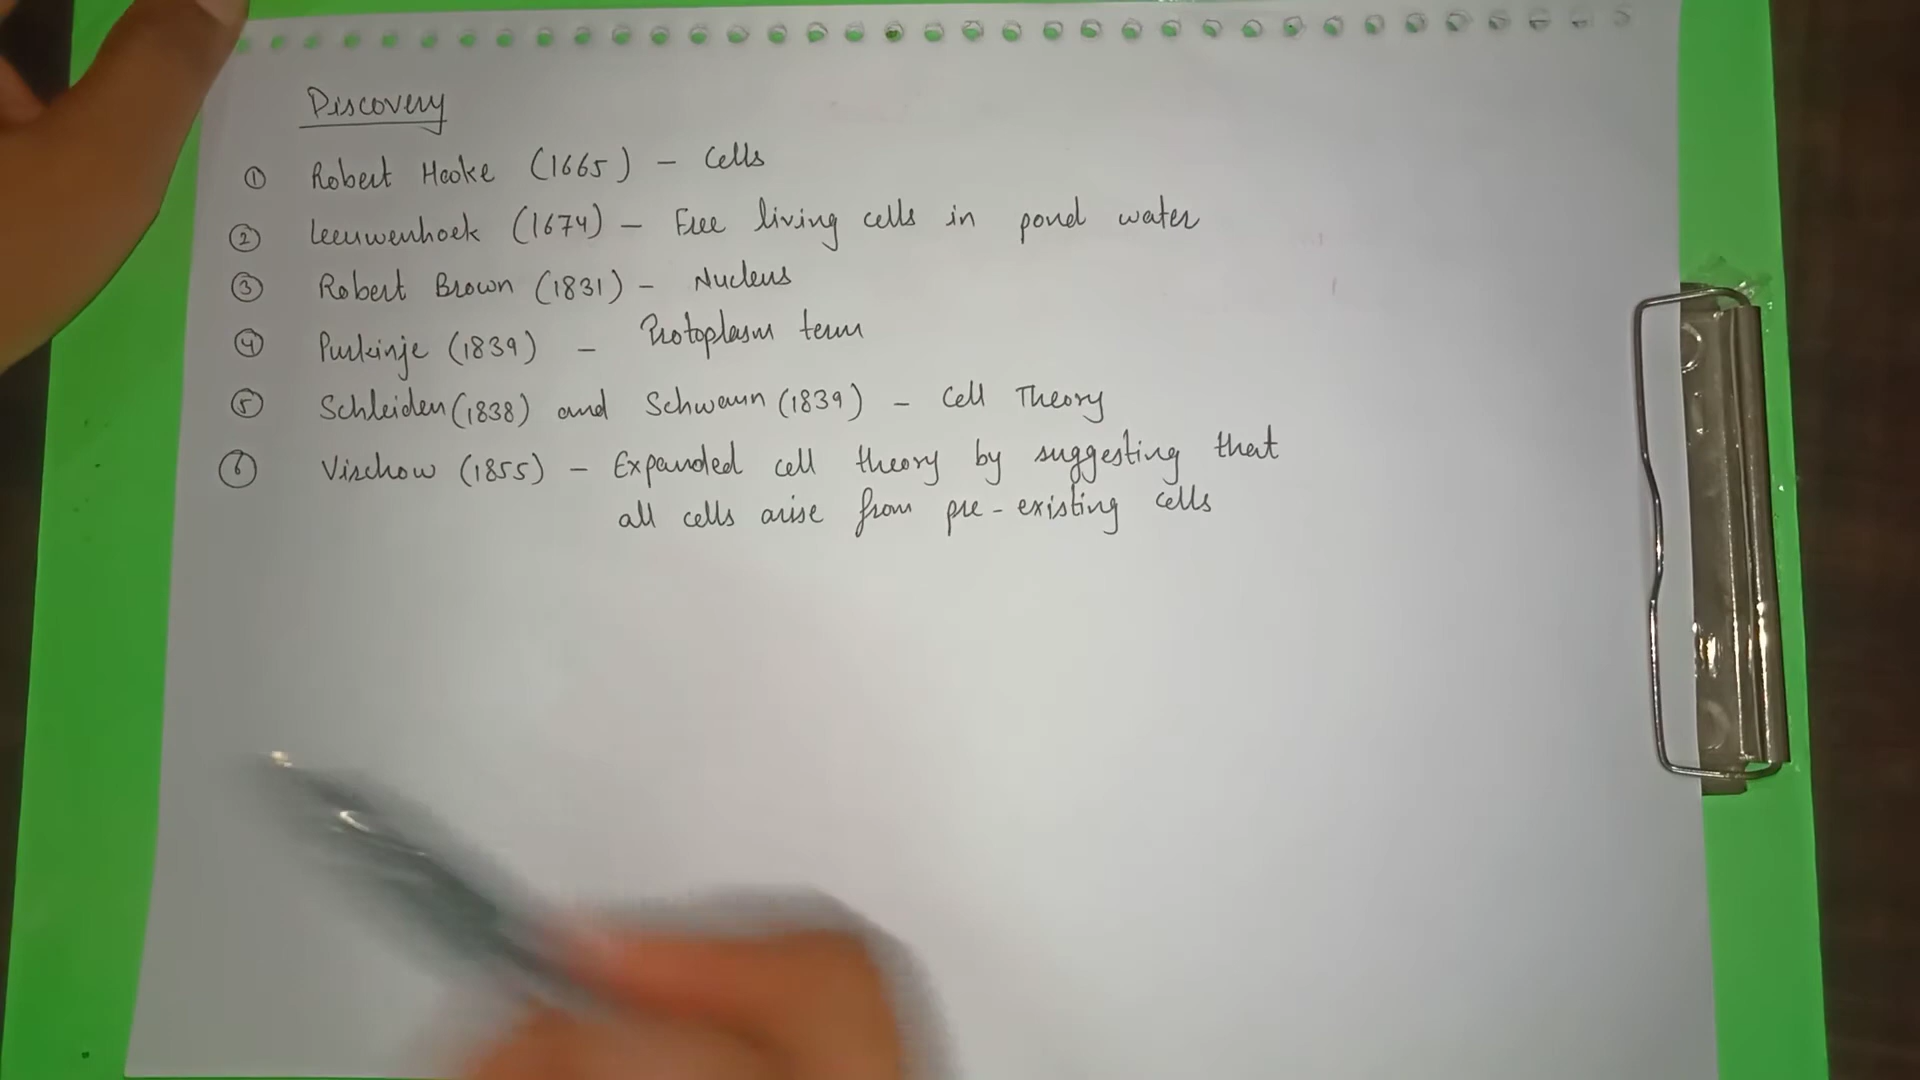 Discovery
① Robert Hooke (1665) - Cells
② Leeuwenhoek (1674) - Free living cells in pond water
③ Robert Brown (1831) - Nucleus
④ Purkinje (1839) - Protoplasm term
⑤ Schleiden (1838) and Schwann (1839) - Cell Theory
⑥ Virchow (1855) - Expanded cell theory by suggesting that
all cells arise from pre-existing cells